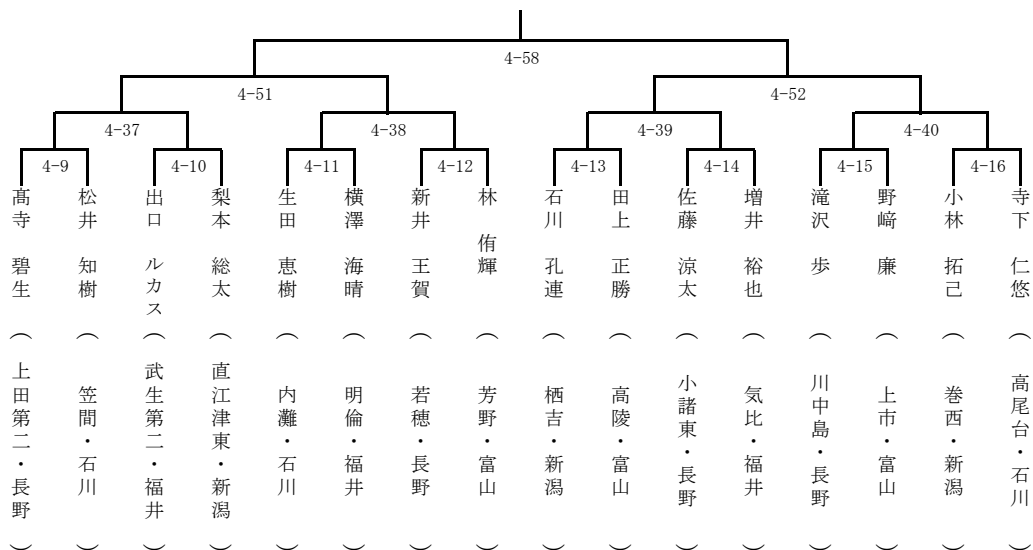 4-58
4-51
4-52
4-37
4-38
4-39
4-40
4-9
4-10
4-11
4-12
4-13
4-14
4-15
4-16
髙寺 碧生（上田第二・長野）
松井 知樹（笠間・石川）
出口 ルカス（武生第二・福井）
梨本 総太（直江津東・新潟）
生田 恵樹（内灘・石川）
横澤 海晴（明倫・福井）
新井 王賀（若穂・長野）
林 侑輝（芳野・富山）
石川 孔連（栖吉・新潟）
田上 正勝（高陵・富山）
佐藤 涼太（小諸東・長野）
増井 裕也（気比・福井）
滝沢 歩（川中島・長野）
野﨑 廉（上市・富山）
小林 拓己（巻西・新潟）
寺下 仁悠（高尾台・石川）